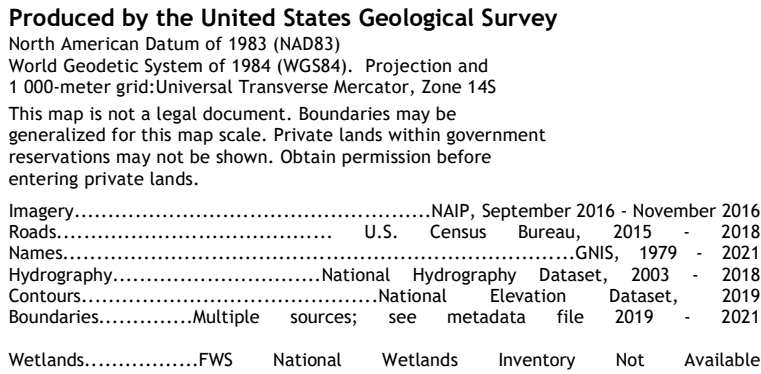 Produced by the United States Geological Survey
North American Datum of 1983 (NAD83)
World Geodetic System of 1984 (WGS84).  Projection and
1 000-meter grid:Universal Transverse Mercator, Zone 14S
This map is not a legal document. Boundaries may be
generalized for this map scale. Private lands within government
reservations may not be shown. Obtain permission before
entering private lands.
Imagery.....................................................NAIP, September 2016 - November 2016
Roads......................................... U.S. Census Bureau, 2015 - 2018
Names............................................................................GNIS, 1979 - 2021
Hydrography...............................National Hydrography Dataset, 2003 - 2018
Contours............................................National Elevation Dataset, 2019
Boundaries..............Multiple sources; see metadata file 2019 - 2021
Wetlands.................FWS National Wetlands Inventory Not Available